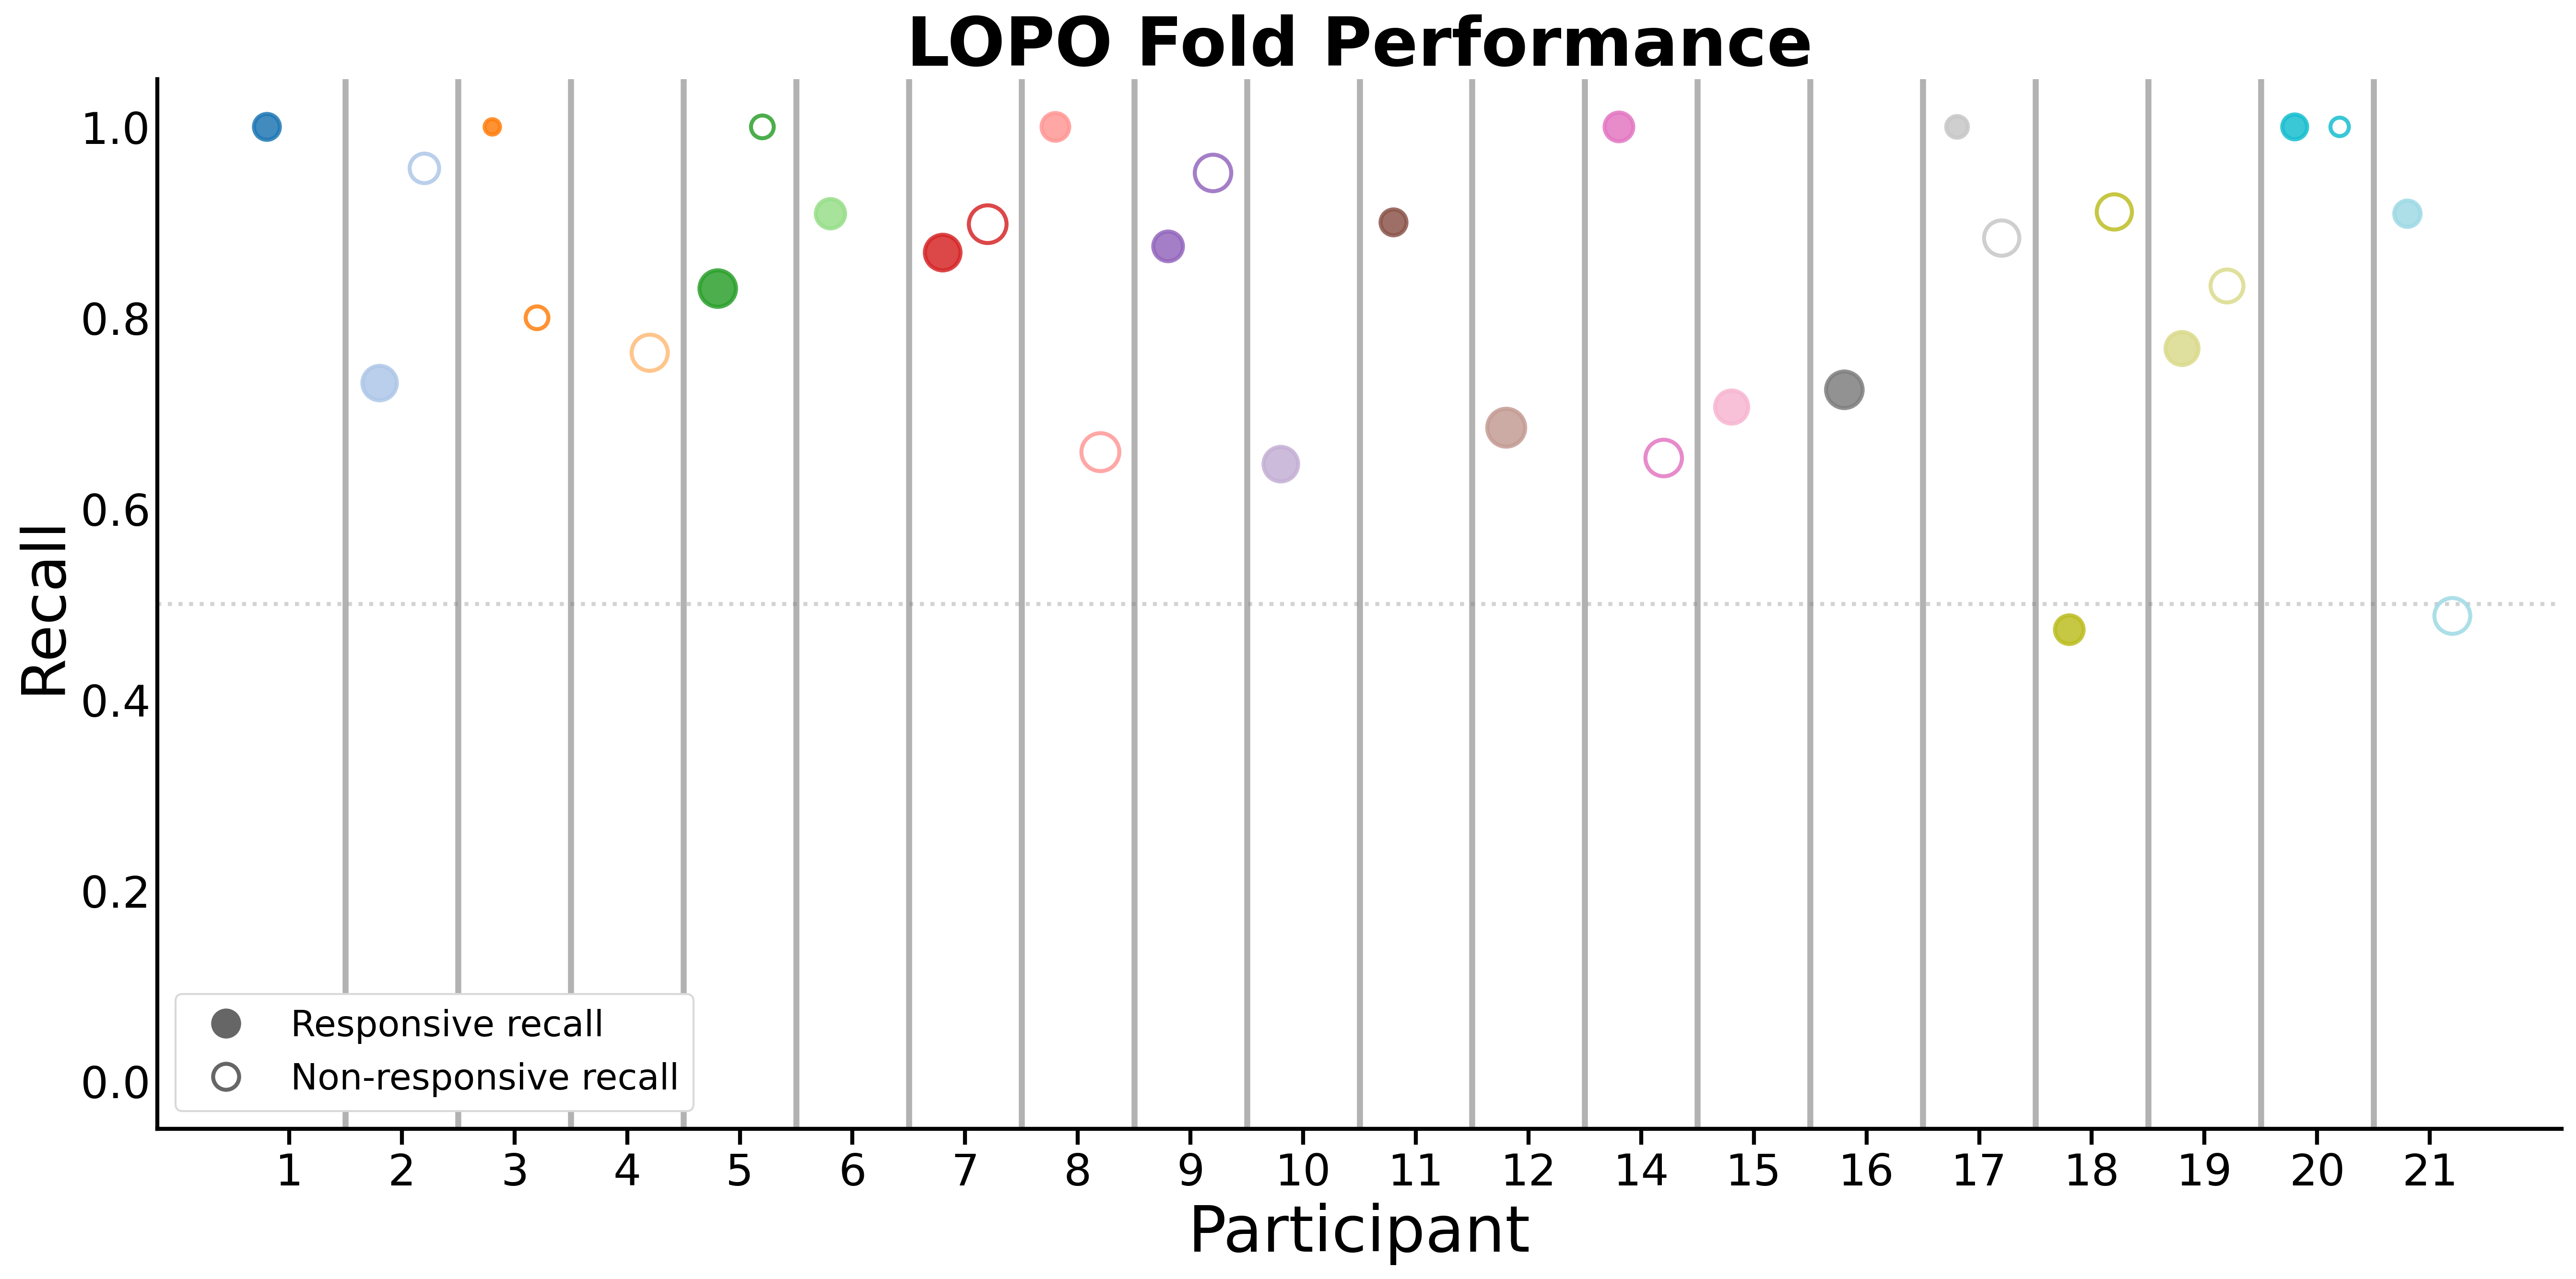 LOPO Fold Performance
Recall
1.0
0.8
0.6
0.4
0.2
0.0
Responsive recall
Non-responsive recall
1 2 3 4 5 6 7 8 9 10 11 12 14 15 16 17 18 19 20 21
Participant